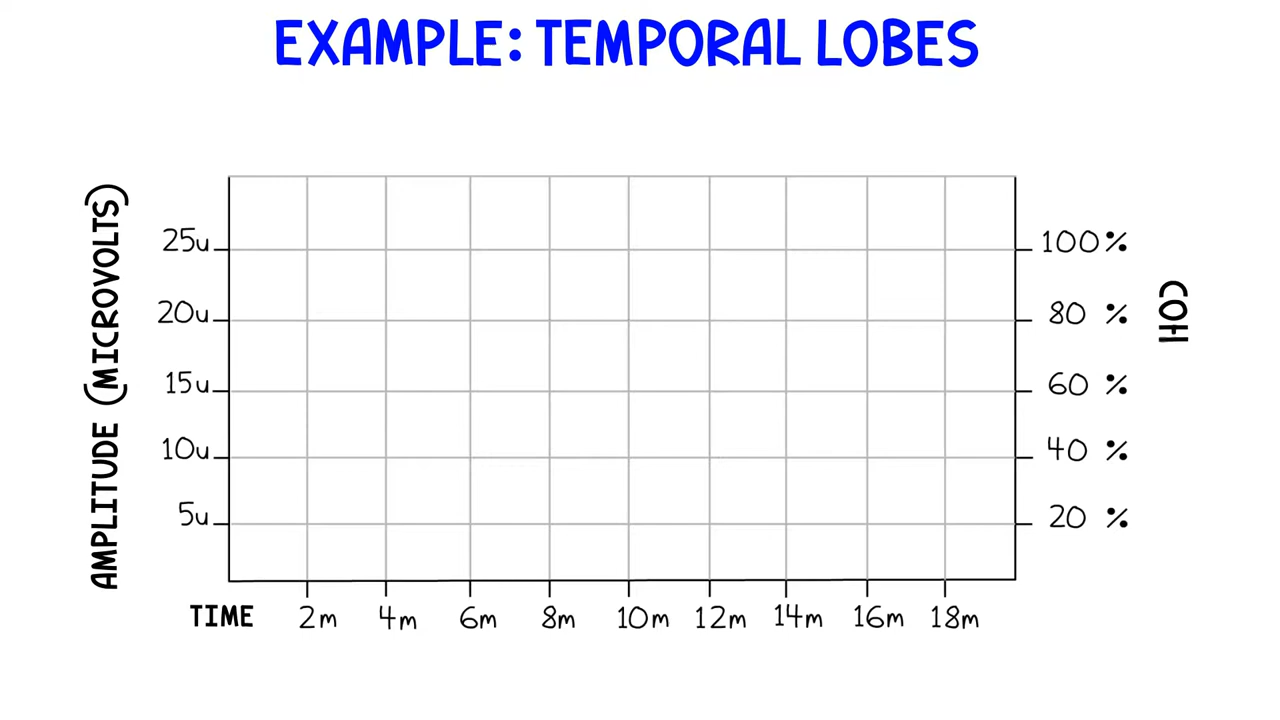 EXAMPLE: TEMPORAL LOBES
AMPLITUDE (MICROVOLTS)
25u
20u
15u
10u
5u
100%
80 %
60 %
40 %
20 %
COH
TIME 2m 4m 6m 8m 10m 12m 14m 16m 18m